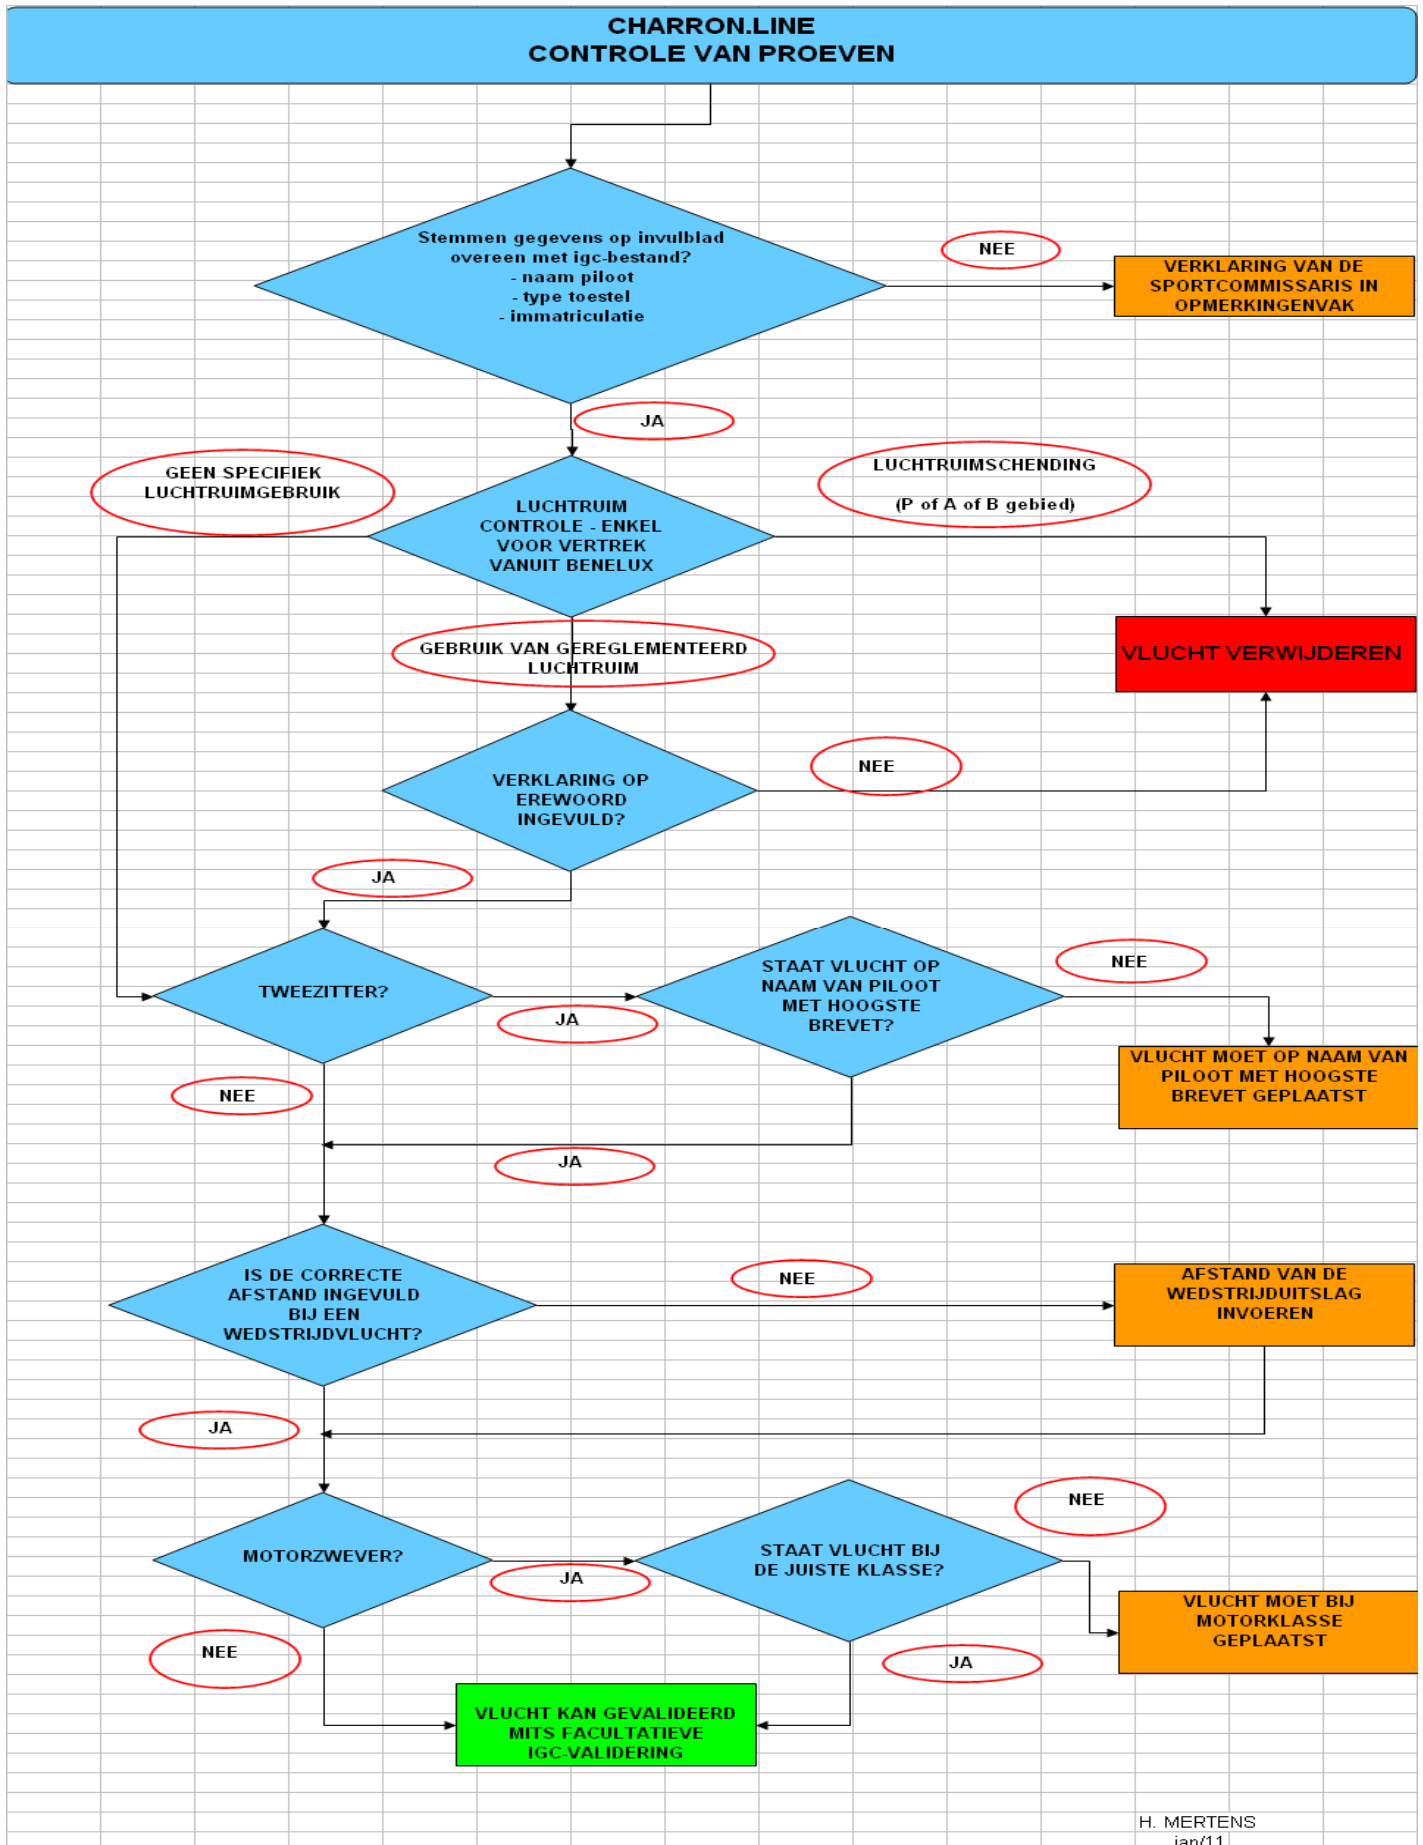 CHARRON.LINE
CONTROLE VAN PROEVEN
Stemmen gegevens op invulblad
overeen met igc-bestand?
- naam piloot
- type toestel
- immatriculatie
NEE
VERKLARING VAN DE
SPORTCOMMISSARIS IN
OPMERKINGENVAK
JA
GEEN SPECIFIEK
LUCHTRUIMGEBRUIK
LUCHTRUIMSCHENDING
(P of A of B gebied)
LUCHTRUIM
CONTROLE - ENKEL
VOOR VERTREK
VANUIT BENELUX
GEBRUIK VAN GEREGLEMENTEERD
LUCHTRUIM
VLUCHT VERWIJDEREN
VERKLARING OP
EREWOORD
INGEVULD?
NEE
JA
TWEEZITTER?
JA
STAAT VLUCHT OP
NAAM VAN PILOOT
MET HOOGSTE
BREVET?
NEE
VLUCHT MOET OP NAAM VAN
PILOOT MET HOOGSTE
BREVET GEPLAATST
NEE
JA
IS DE CORRECTE
AFSTAND INGEVULD
BIJ EEN
WEDSTRIJDVLUCHT?
NEE
AFSTAND VAN DE
WEDSTRIJDUITSLAG
INVOEREN
JA
MOTORZWEVER?
JA
STAAT VLUCHT BIJ
DE JUISTE KLASSE?
NEE
VLUCHT MOET BIJ
MOTORKLASSE
GEPLAATST
NEE
JA
VLUCHT KAN GEVALIDEERD
MITS FACULTATIEVE
IGC-VALIDERING
H. MERTENS
jan/11